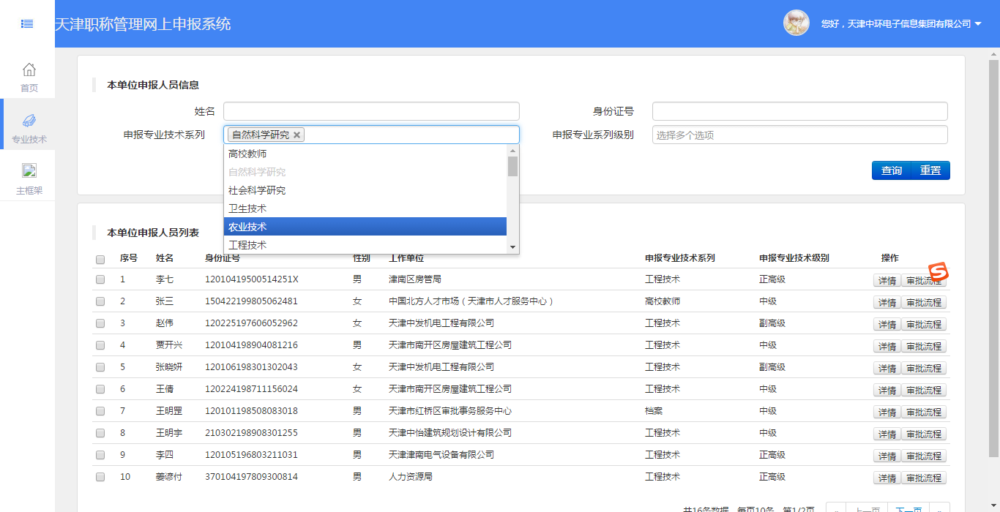 天津职称管理网上申报系统
您好，天津中环电子信息集团有限公司
首页
专业技术
主框架
本单位申报人员信息
姓名
身份证号
申报专业技术系列 自然科学研究
申报专业系列级别 选择多个选项
高校教师
自然科学研究
社会科学研究
卫生技术
农业技术
工程技术
查询 重置
本单位申报人员列表
序号 姓名 身份证号 性别 工作单位 申报专业技术系列 申报专业技术级别 操作
1 李七 12010419500514251X 男 津南区房管局 工程技术 正高级 详情 审批流程
2 张三 150422199805062481 女 中国北方人才市场（天津市人才服务中心） 高校教师 中级 详情 审批流程
3 赵伟 120225197606052962 女 天津中发机电工程有限公司 工程技术 副高级 详情 审批流程
4 贾开兴 120104198904081216 男 天津市南开区房屋建筑工程公司 工程技术 中级 详情 审批流程
5 张晓妍 120106198301302043 女 天津中发机电工程有限公司 工程技术 副高级 详情 审批流程
6 王倩 120224198711156024 女 天津市南开区房屋建筑工程公司 工程技术 中级 详情 审批流程
7 王明罡 120101198508083018 男 天津市红桥区审批事务服务中心 档案 中级 详情 审批流程
8 王明宇 210302198908301255 男 天津中怡建筑规划设计有限公司 工程技术 中级 详情 审批流程
9 李四 120105196803211031 男 天津津南电气设备有限公司 工程技术 正高级 详情 审批流程
10 姜谚付 370104197809300814 男 人力资源局 工程技术 正高级 详情 审批流程
共16条数据 每页10条 第1/2页 « 上一页 下一页 »